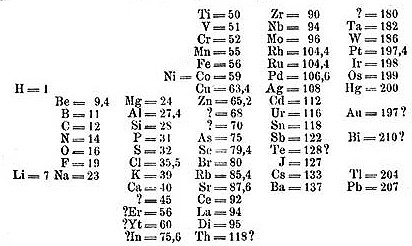 Ti = 50 Zr = 90 ? = 180
V = 51 Nb = 94 Ta = 182
Cr = 52 Mo = 96 W = 186
Mn = 55 Rh = 104,4 Pt = 197,4
Fe = 56 Ru = 104,4 Ir = 198
Ni = Co = 59 Pd = 106,6 Os = 199
H = 1 Cu = 63,4 Ag = 108 Hg = 200
Be = 9,4 Mg = 24 Zn = 65,2 Cd = 112
B = 11 Al = 27,4 ? = 68 Ur = 116 Au = 197?
C = 12 Si = 28 ? = 70 Sn = 118
N = 14 P = 31 As = 75 Sb = 122 Bi = 210?
O = 16 S = 32 Se = 79,4 Te = 128?
F = 19 Cl = 35,5 Br = 80 J = 127
Li = 7 Na = 23 K = 39 Rb = 85,4 Cs = 133 Tl = 204
Ca = 40 Sr = 87,6 Ba = 137 Pb = 207
? = 45 Ce = 92
?Er = 56 La = 94
?Yt = 60 Di = 95
?In = 75,6 Th = 118?